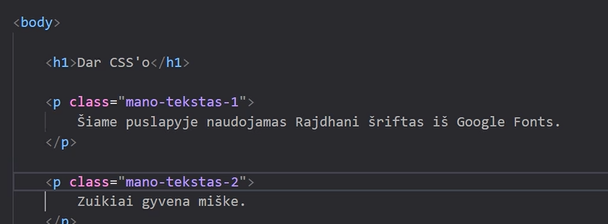 <body>
<h1>Dar CSS'o</h1>
<p class="mano-tekstas-1">
Šiame puslapyje naudojamas Rajdhani šriftas iš Google Fonts.
</p>
<p class="mano-tekstas-2">
Zuikiai gyvena miške.
</p>